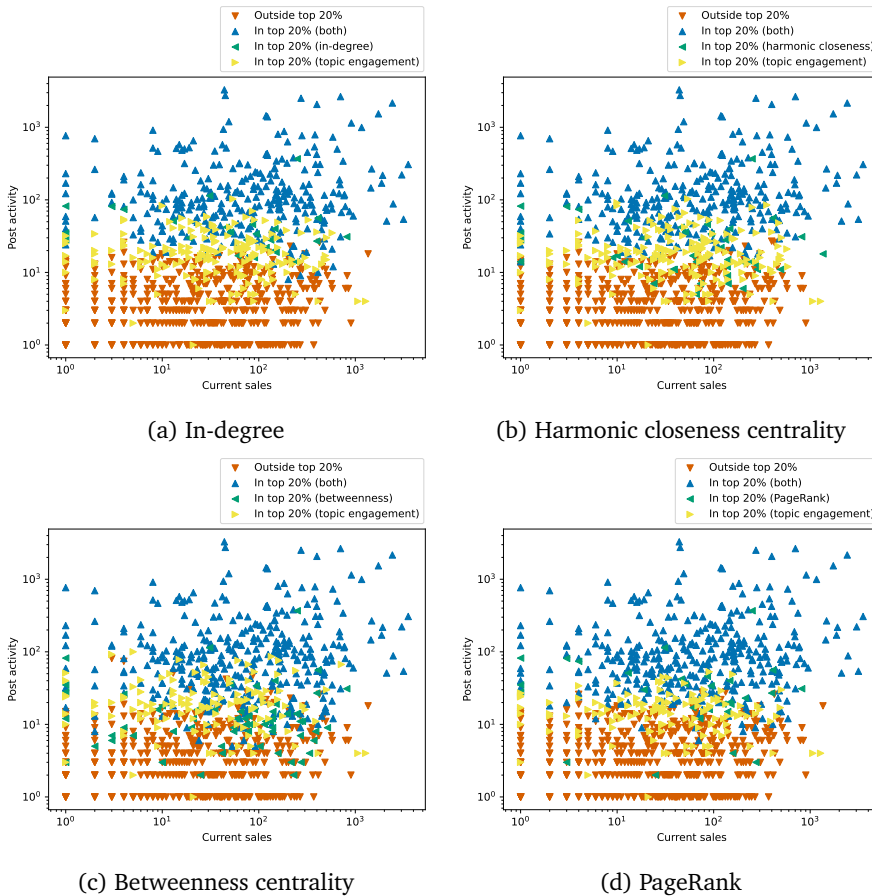 Outside top 20%
In top 20% (both)
In top 20% (in-degree)
In top 20% (topic engagement)
10³
10²
10¹
10⁰
Post activity
10⁰ 10¹ 10² 10³
Current sales
(a) In-degree
Outside top 20%
In top 20% (both)
In top 20% (harmonic closeness)
In top 20% (topic engagement)
10³
10²
10¹
10⁰
Post activity
10⁰ 10¹ 10² 10³
Current sales
(b) Harmonic closeness centrality
Outside top 20%
In top 20% (both)
In top 20% (betweenness)
In top 20% (topic engagement)
10³
10²
10¹
10⁰
Post activity
10⁰ 10¹ 10² 10³
Current sales
(c) Betweenness centrality
Outside top 20%
In top 20% (both)
In top 20% (PageRank)
In top 20% (topic engagement)
10³
10²
10¹
10⁰
Post activity
10⁰ 10¹ 10² 10³
Current sales
(d) PageRank